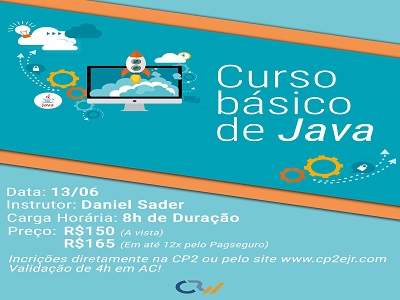 Curso
básico
de Java
Java
Data: 13/06
Instrutor: Daniel Sader
Carga Horária: 8h de Duração
Preço: R$150 (A vista)
R$165 (Em até 12x pelo Pagseguro)
Incrições diretamente na CP2 ou pelo site www.cp2ejr.com
Validação de 4h em AC!